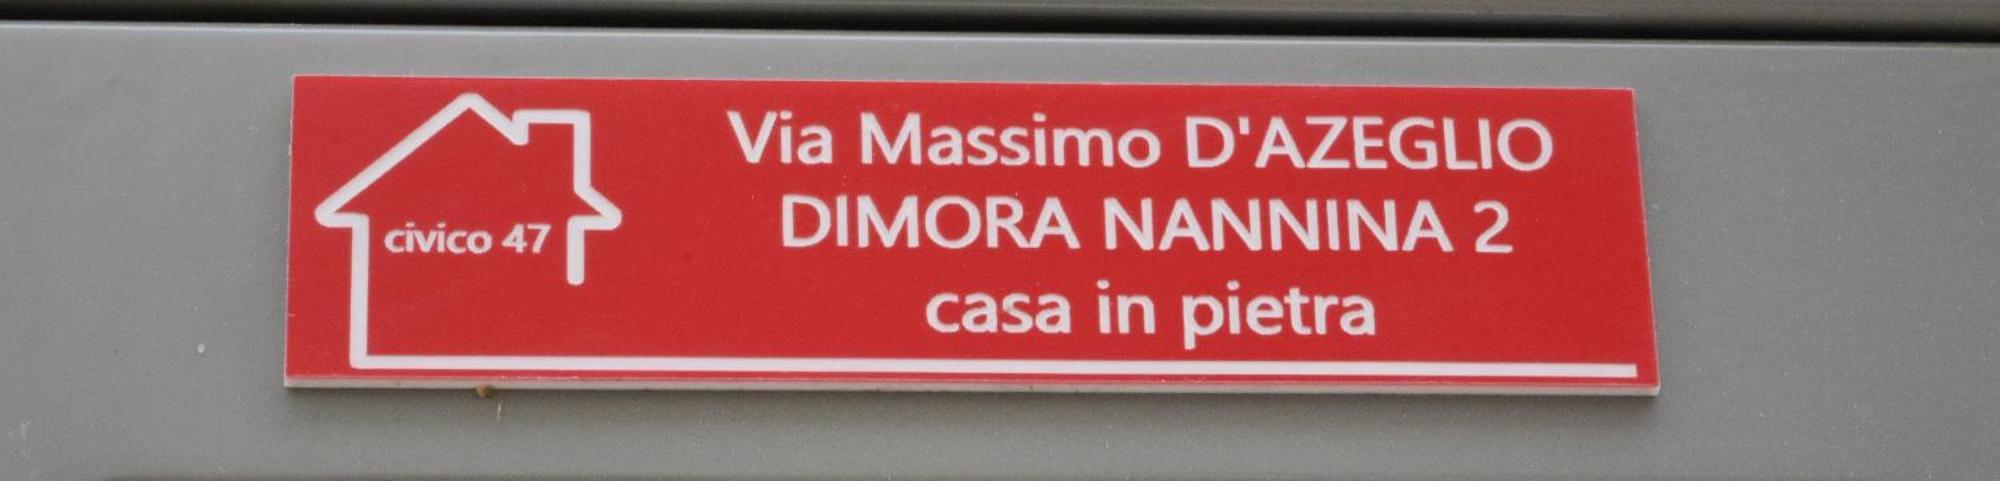 civico 47
Via Massimo D'AZEGLIO
DIMORA NANNINA 2
casa in pietra